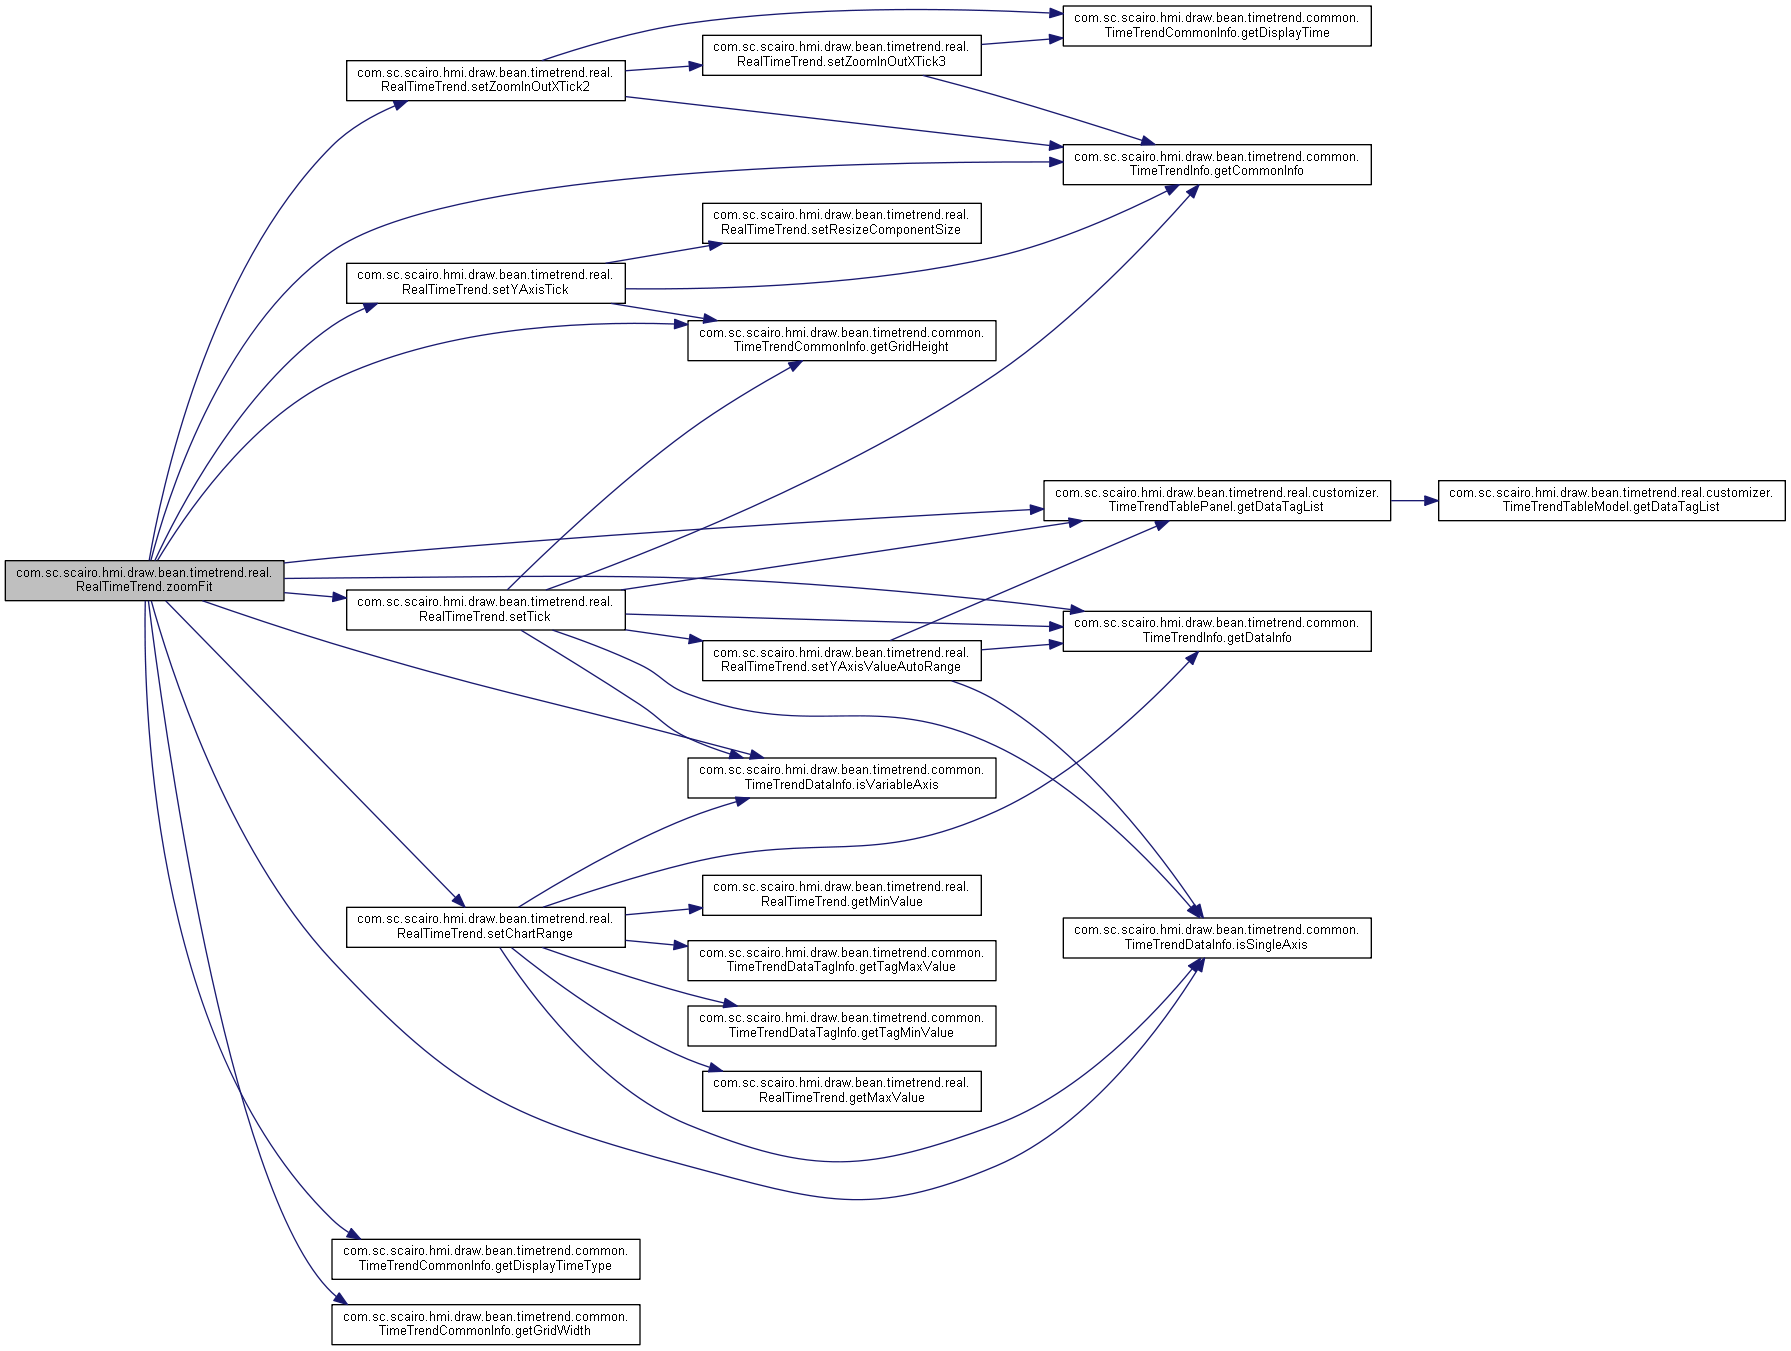 com.sc.scairo.hmi.draw.bean.timetrend.common.
TimeTrendCommonInfo.getDisplayTime
com.sc.scairo.hmi.draw.bean.timetrend.real.
RealTimeTrend.setZoomInOutXTick3
com.sc.scairo.hmi.draw.bean.timetrend.real.
RealTimeTrend.setZoomInOutXTick2
com.sc.scairo.hmi.draw.bean.timetrend.common.
TimeTrendInfo.getCommonInfo
com.sc.scairo.hmi.draw.bean.timetrend.real.
RealTimeTrend.setResizeComponentSize
com.sc.scairo.hmi.draw.bean.timetrend.real.
RealTimeTrend.setYAxisTick
com.sc.scairo.hmi.draw.bean.timetrend.common.
TimeTrendCommonInfo.getGridHeight
com.sc.scairo.hmi.draw.bean.timetrend.real.customizer.
TimeTrendTablePanel.getDataTagList
com.sc.scairo.hmi.draw.bean.timetrend.real.customizer.
TimeTrendTableModel.getDataTagList
com.sc.scairo.hmi.draw.bean.timetrend.real.
RealTimeTrend.zoomFit
com.sc.scairo.hmi.draw.bean.timetrend.real.
RealTimeTrend.setTick
com.sc.scairo.hmi.draw.bean.timetrend.common.
TimeTrendInfo.getDataInfo
com.sc.scairo.hmi.draw.bean.timetrend.real.
RealTimeTrend.setYAxisValueAutoRange
com.sc.scairo.hmi.draw.bean.timetrend.common.
TimeTrendDataInfo.isVariableAxis
com.sc.scairo.hmi.draw.bean.timetrend.real.
RealTimeTrend.getMinValue
com.sc.scairo.hmi.draw.bean.timetrend.real.
RealTimeTrend.setChartRange
com.sc.scairo.hmi.draw.bean.timetrend.common.
TimeTrendDataInfo.isSingleAxis
com.sc.scairo.hmi.draw.bean.timetrend.common.
TimeTrendDataTagInfo.getTagMaxValue
com.sc.scairo.hmi.draw.bean.timetrend.common.
TimeTrendDataTagInfo.getTagMinValue
com.sc.scairo.hmi.draw.bean.timetrend.real.
RealTimeTrend.getMaxValue
com.sc.scairo.hmi.draw.bean.timetrend.common.
TimeTrendCommonInfo.getDisplayTimeType
com.sc.scairo.hmi.draw.bean.timetrend.common.
TimeTrendCommonInfo.getGridWidth